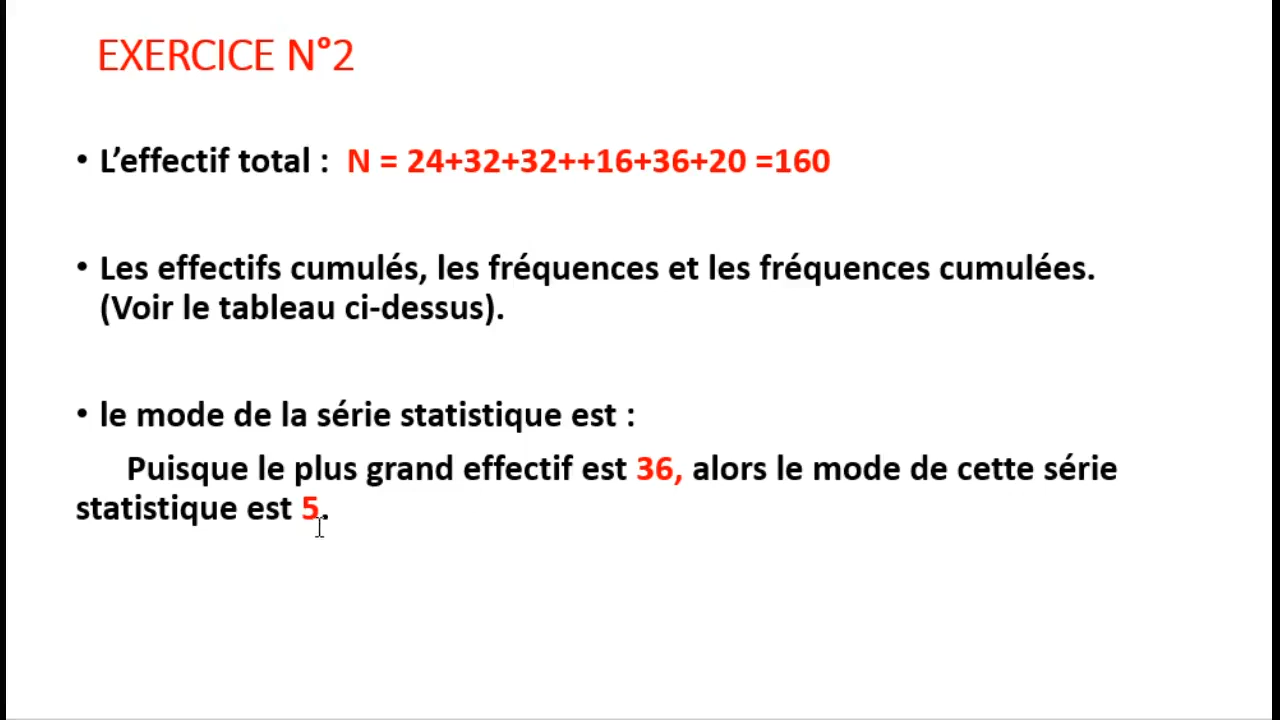 EXERCICE N°2
• L’effectif total : N = 24+32+32++16+36+20 =160
• Les effectifs cumulés, les fréquences et les fréquences cumulées.
(Voir le tableau ci-dessus).
• le mode de la série statistique est :
Puisque le plus grand effectif est 36, alors le mode de cette série
statistique est 5.